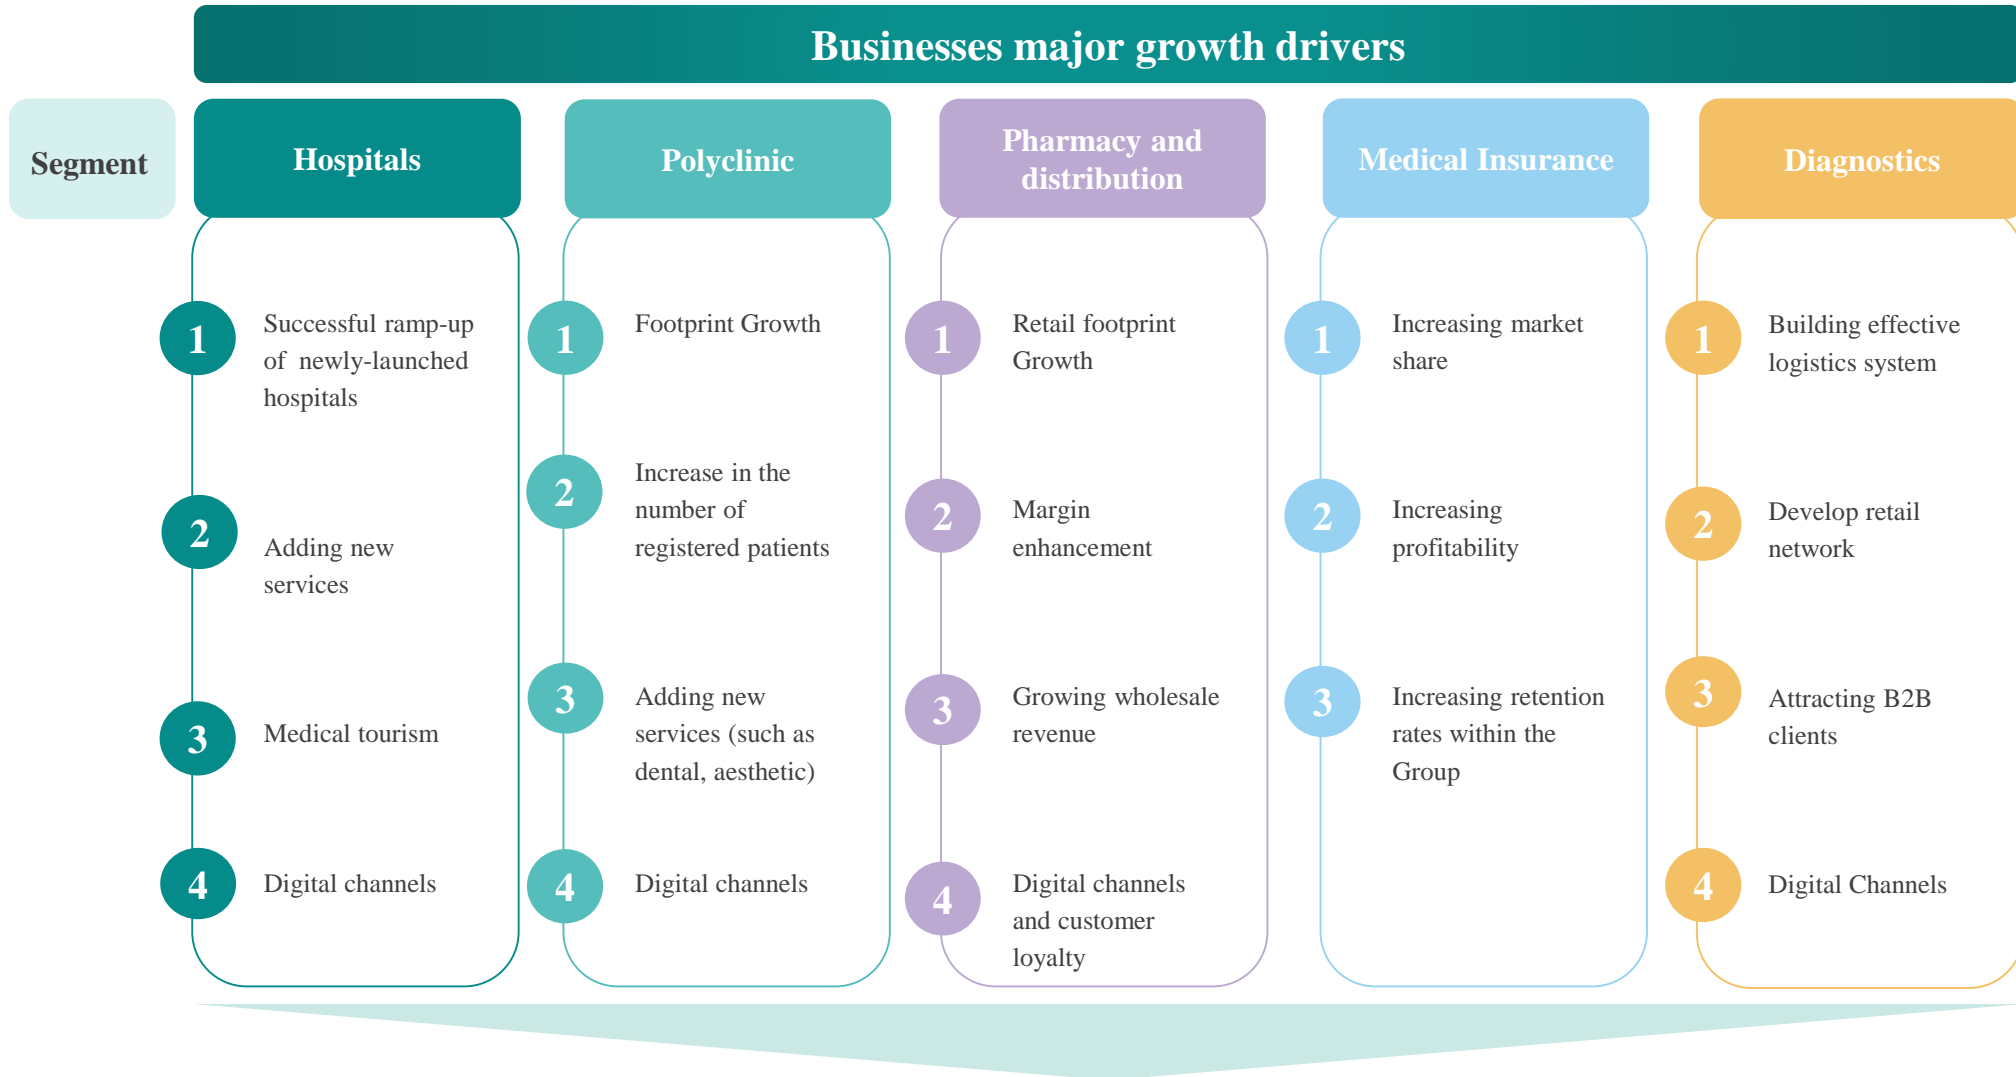 Businesses major growth drivers
Segment
Hospitals
1
Successful ramp-up
of newly-launched
hospitals
2
Adding new
services
3
Medical tourism
4
Digital channels
Polyclinic
1
Footprint Growth
2
Increase in the
number of
registered patients
3
Adding new
services (such as
dental, aesthetic)
4
Digital channels
Pharmacy and
distribution
1
Retail footprint
Growth
2
Margin
enhancement
3
Growing wholesale
revenue
4
Digital channels
and customer
loyalty
Medical Insurance
1
Increasing market
share
2
Increasing
profitability
3
Increasing retention
rates within the
Group
Diagnostics
1
Building effective
logistics system
2
Develop retail
network
3
Attracting B2B
clients
4
Digital Channels